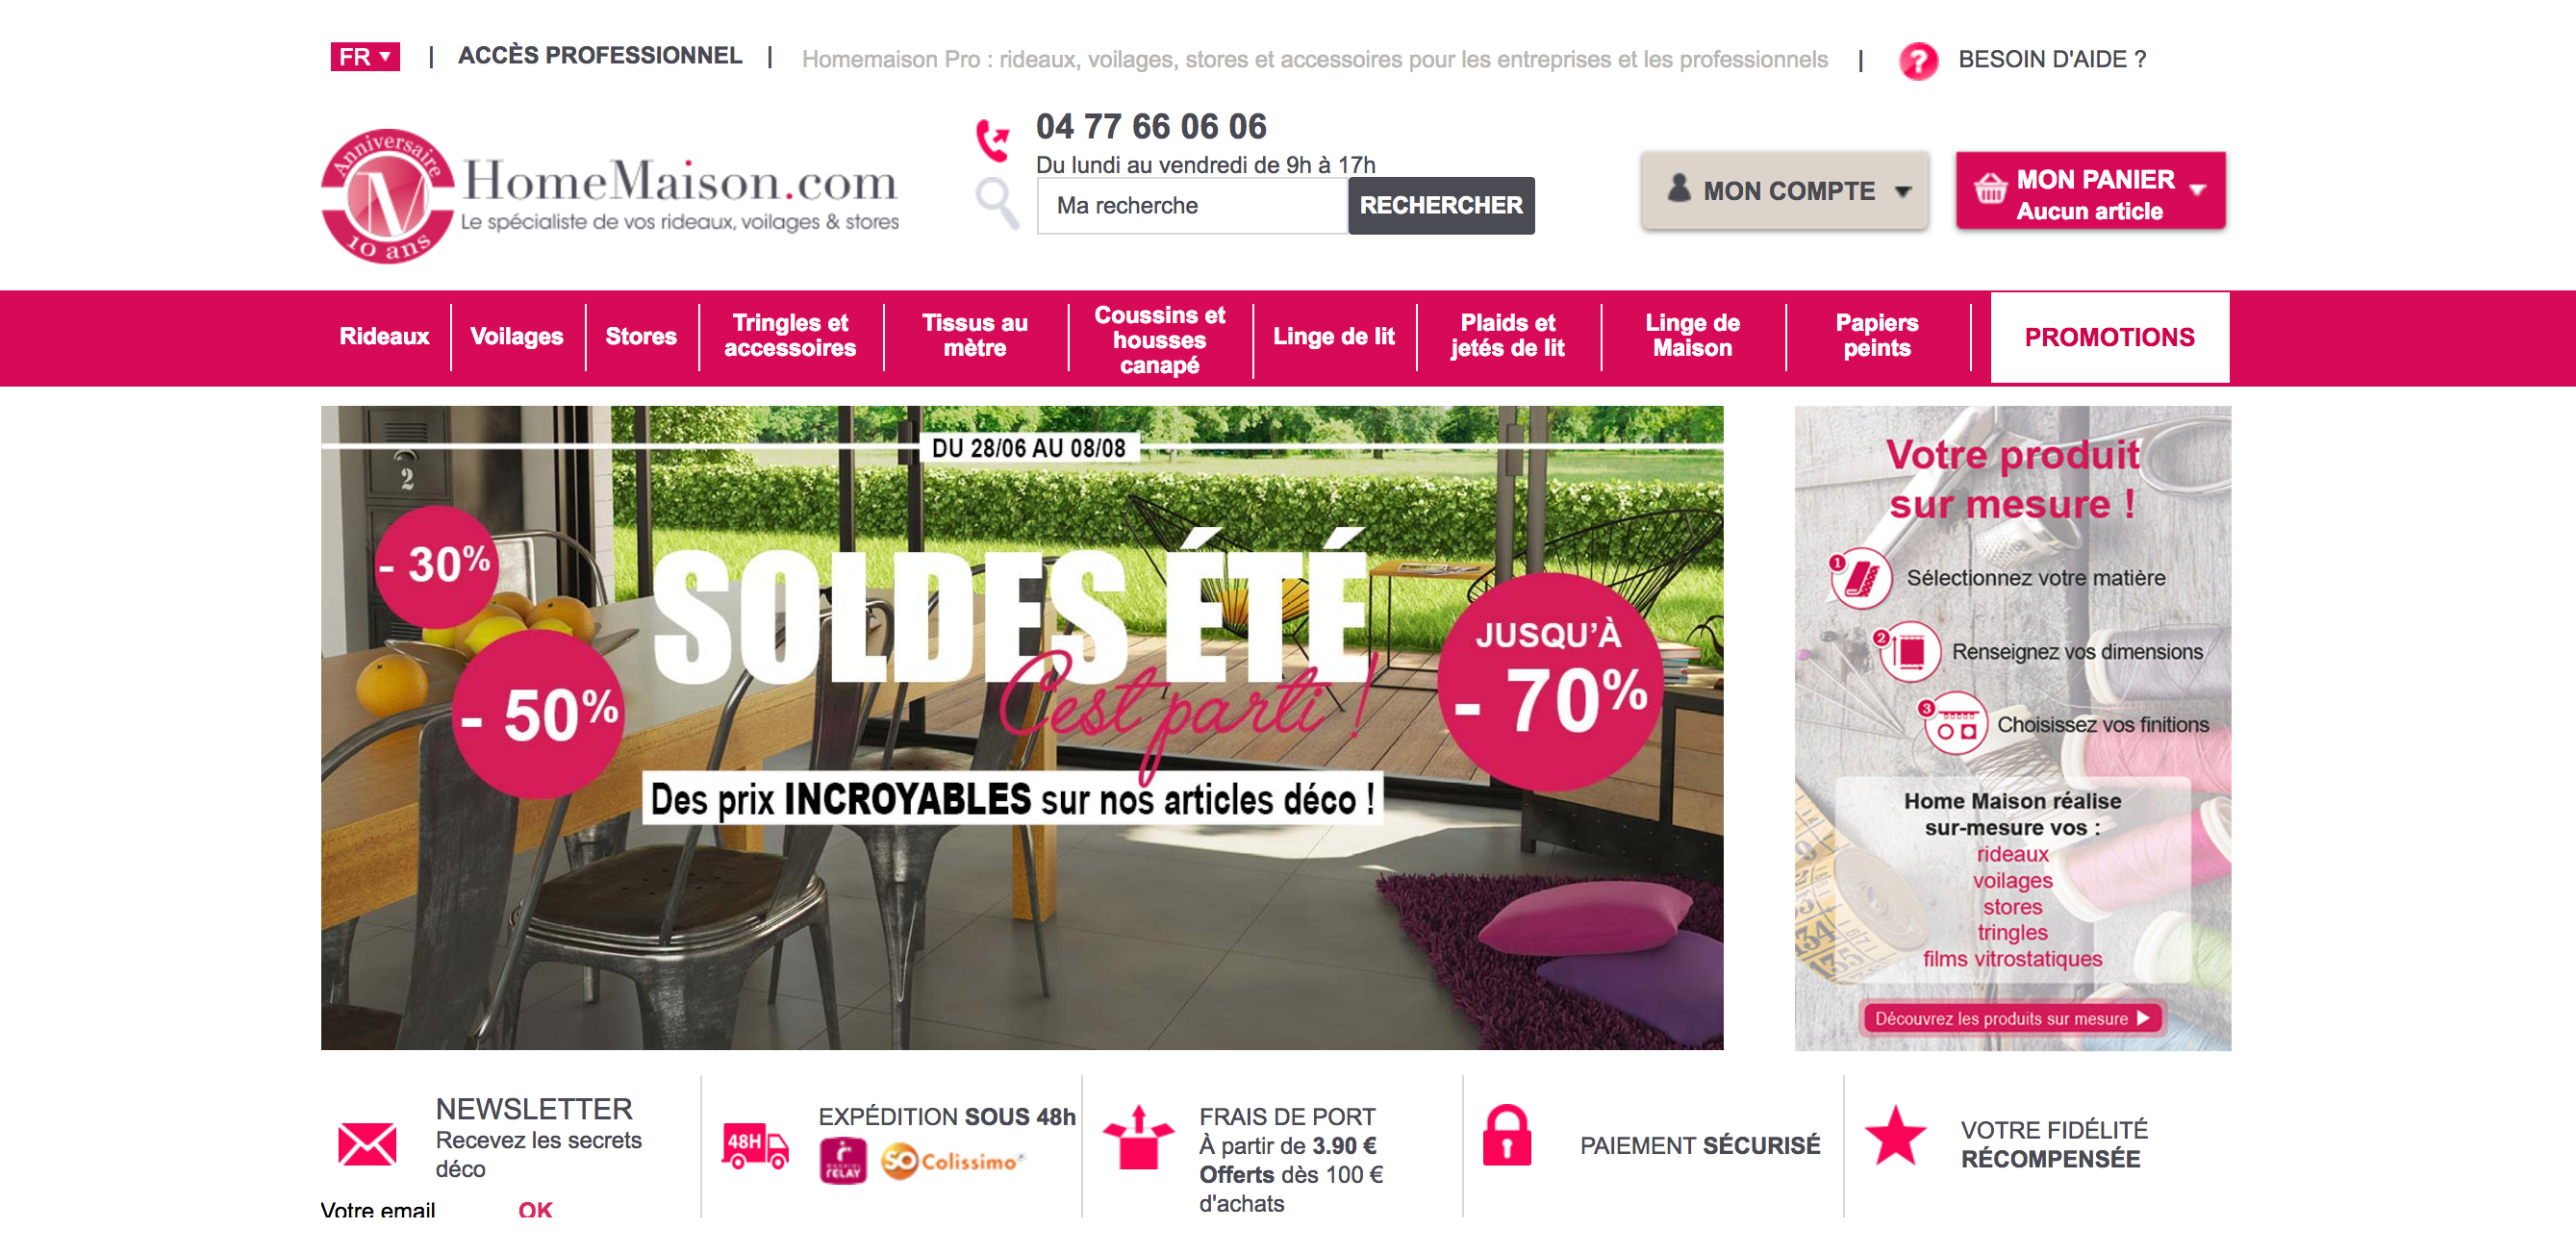 FR
ACCÈS PROFESSIONNEL
Homemaison Pro : rideaux, voilages, stores et accessoires pour les entreprises et les professionnels
BESOIN D'AIDE ?
Anniversaire
10 ans
HomeMaison.com
Le spécialiste de vos rideaux, voilages & stores
04 77 66 06 06
Du lundi au vendredi de 9h à 17h
Ma recherche
RECHERCHER
MON COMPTE
MON PANIER
Aucun article
Rideaux
Voilages
Stores
Tringles et
accessoires
Tissus au
mètre
Coussins et
housses
canapé
Linge de lit
Plaids et
jetés de lit
Linge de
Maison
Papiers
peints
PROMOTIONS
DU 28/06 AU 08/08
2
- 30%
- 50%
SOLDES ÉTÉ
C'est parti !
JUSQU'À
- 70%
Des prix INCROYABLES sur nos articles déco !
Votre produit
sur mesure !
1
Sélectionnez votre matière
2
Renseignez vos dimensions
3
Choisissez vos finitions
Home Maison réalise
sur-mesure vos :
rideaux
voilages
stores
tringles
films vitrostatiques
Découvrez les produits sur mesure
NEWSLETTER
Recevez les secrets
déco
Votre email
OK
48H
EXPÉDITION SOUS 48h
RELAY
SO Colissimo
FRAIS DE PORT
À partir de 3.90 €
Offerts dès 100 €
d'achats
PAIEMENT SÉCURISÉ
VOTRE FIDÉLITÉ
RÉCOMPENSÉE